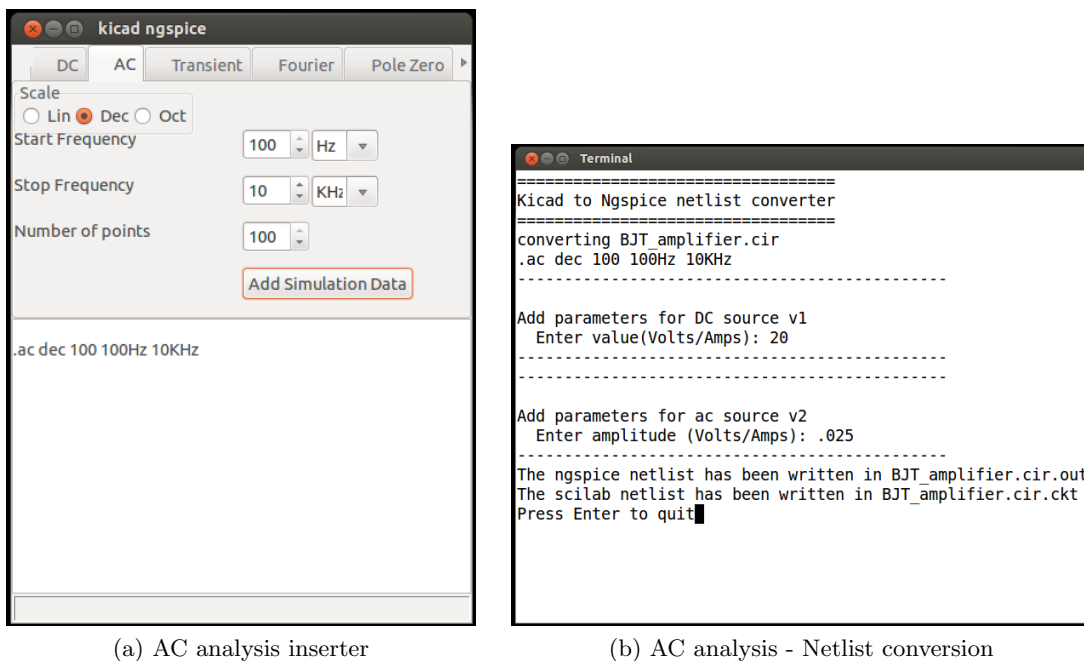 kicad ngspice
DC AC Transient Fourier Pole Zero
Scale
Lin Dec Oct
Start Frequency 100 Hz
Stop Frequency 10 KHz
Number of points 100
Add Simulation Data
.ac dec 100 100Hz 10KHz
(a) AC analysis inserter
Terminal
==================================
Kicad to Ngspice netlist converter
==================================
converting BJT_amplifier.cir
.ac dec 100 100Hz 10KHz
----------------------------------------------
Add parameters for DC source v1
Enter value(Volts/Amps): 20
----------------------------------------------
----------------------------------------------
Add parameters for ac source v2
Enter amplitude (Volts/Amps): .025
----------------------------------------------
The ngspice netlist has been written in BJT_amplifier.cir.out
The scilab netlist has been written in BJT_amplifier.cir.ckt
Press Enter to quit
(b) AC analysis - Netlist conversion